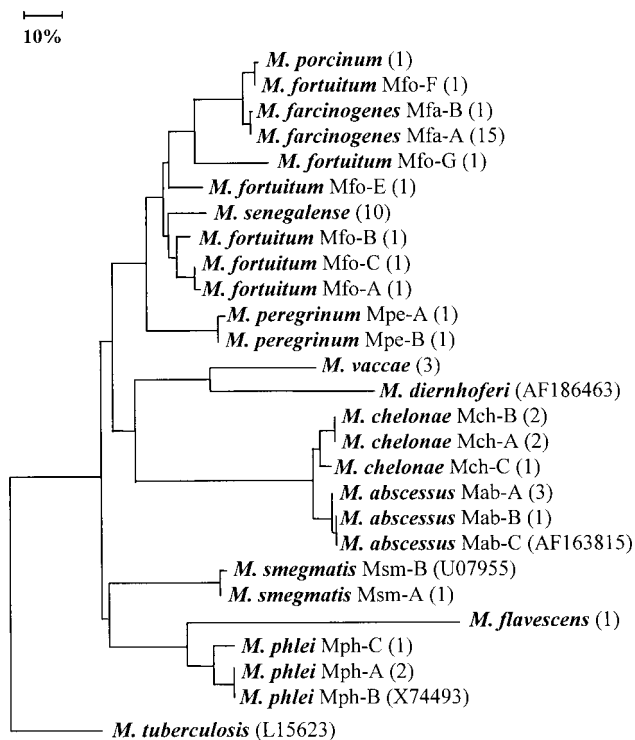 10%
M. porcinum (1)
M. fortuitum Mfo-F (1)
M. farcinogenes Mfa-B (1)
M. farcinogenes Mfa-A (15)
M. fortuitum Mfo-G (1)
M. fortuitum Mfo-E (1)
M. senegalense (10)
M. fortuitum Mfo-B (1)
M. fortuitum Mfo-C (1)
M. fortuitum Mfo-A (1)
M. peregrinum Mpe-A (1)
M. peregrinum Mpe-B (1)
M. vaccae (3)
M. diernhoferi (AF186463)
M. chelonae Mch-B (2)
M. chelonae Mch-A (2)
M. chelonae Mch-C (1)
M. abscessus Mab-A (3)
M. abscessus Mab-B (1)
M. abscessus Mab-C (AF163815)
M. smegmatis Msm-B (U07955)
M. smegmatis Msm-A (1)
M. flavescens (1)
M. phlei Mph-C (1)
M. phlei Mph-A (2)
M. phlei Mph-B (X74493)
M. tuberculosis (L15623)